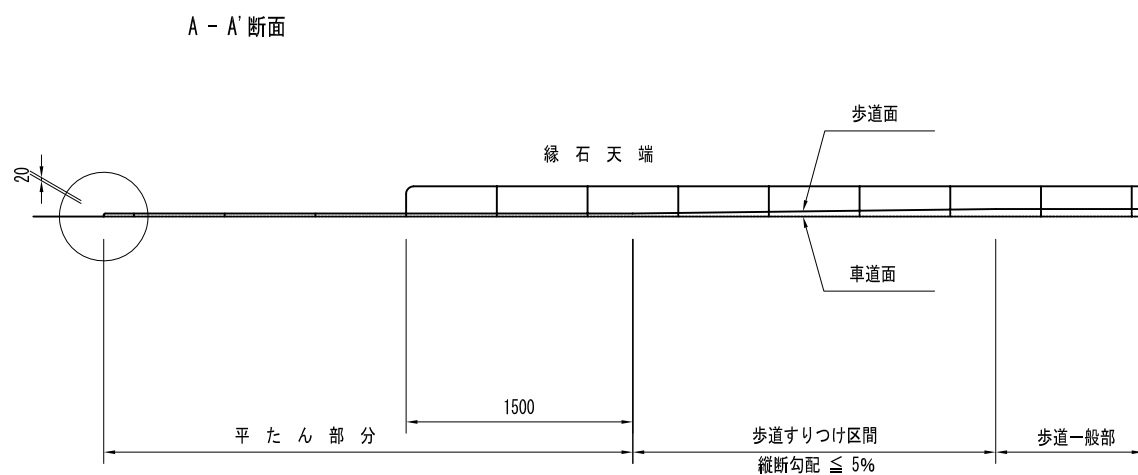 A - A'断面
歩道面
縁石天端
20
車道面
1500
平たん部分
歩道すりつけ区間
縦断勾配 ≦ 5%
歩道一般部